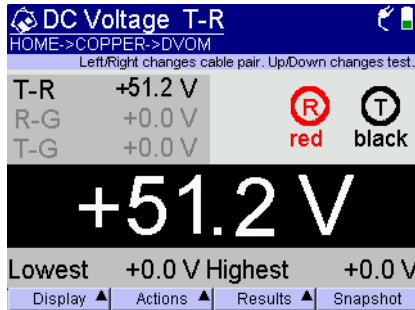 DC Voltage T-R
HOME->COPPER->DVOM
Left/Right changes cable pair. Up/Down changes test.
T-R +51.2 V
R-G +0.0 V
T-G +0.0 V
R T
red black
+51.2 V
Lowest +0.0 V Highest +0.0 V
Display Actions Results Snapshot